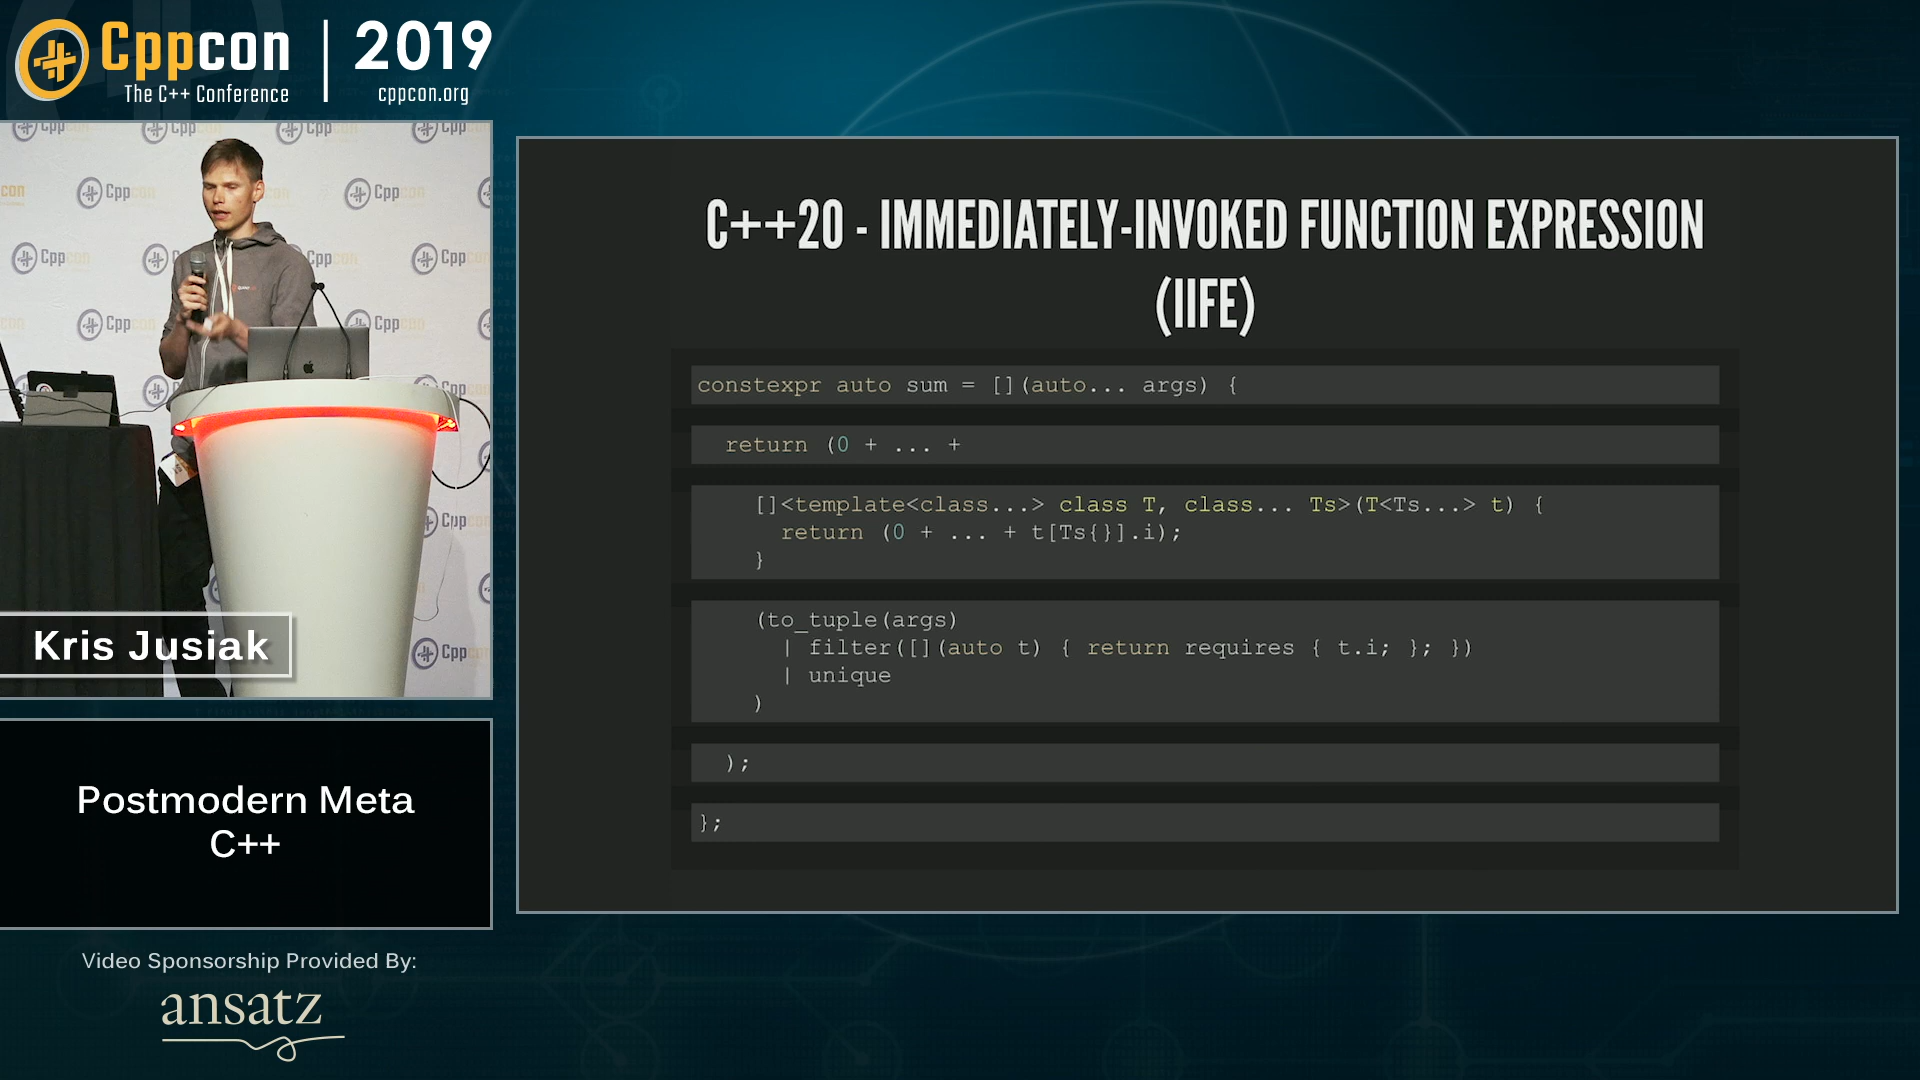 Cppcon
The C++ Conference
2019
cppcon.org
Kris Jusiak
Postmodern Meta
C++
Video Sponsorship Provided By:
ansatz
C++20 - IMMEDIATELY-INVOKED FUNCTION EXPRESSION
(IIFE)
constexpr auto sum = [](auto... args) {
return (0 + ... +
[]<template<class...> class T, class... Ts>(T<Ts...> t) {
return (0 + ... + t[Ts{}].i);
}
(to_tuple(args)
| filter([](auto t) { return requires { t.i; }; })
| unique
)
);
};